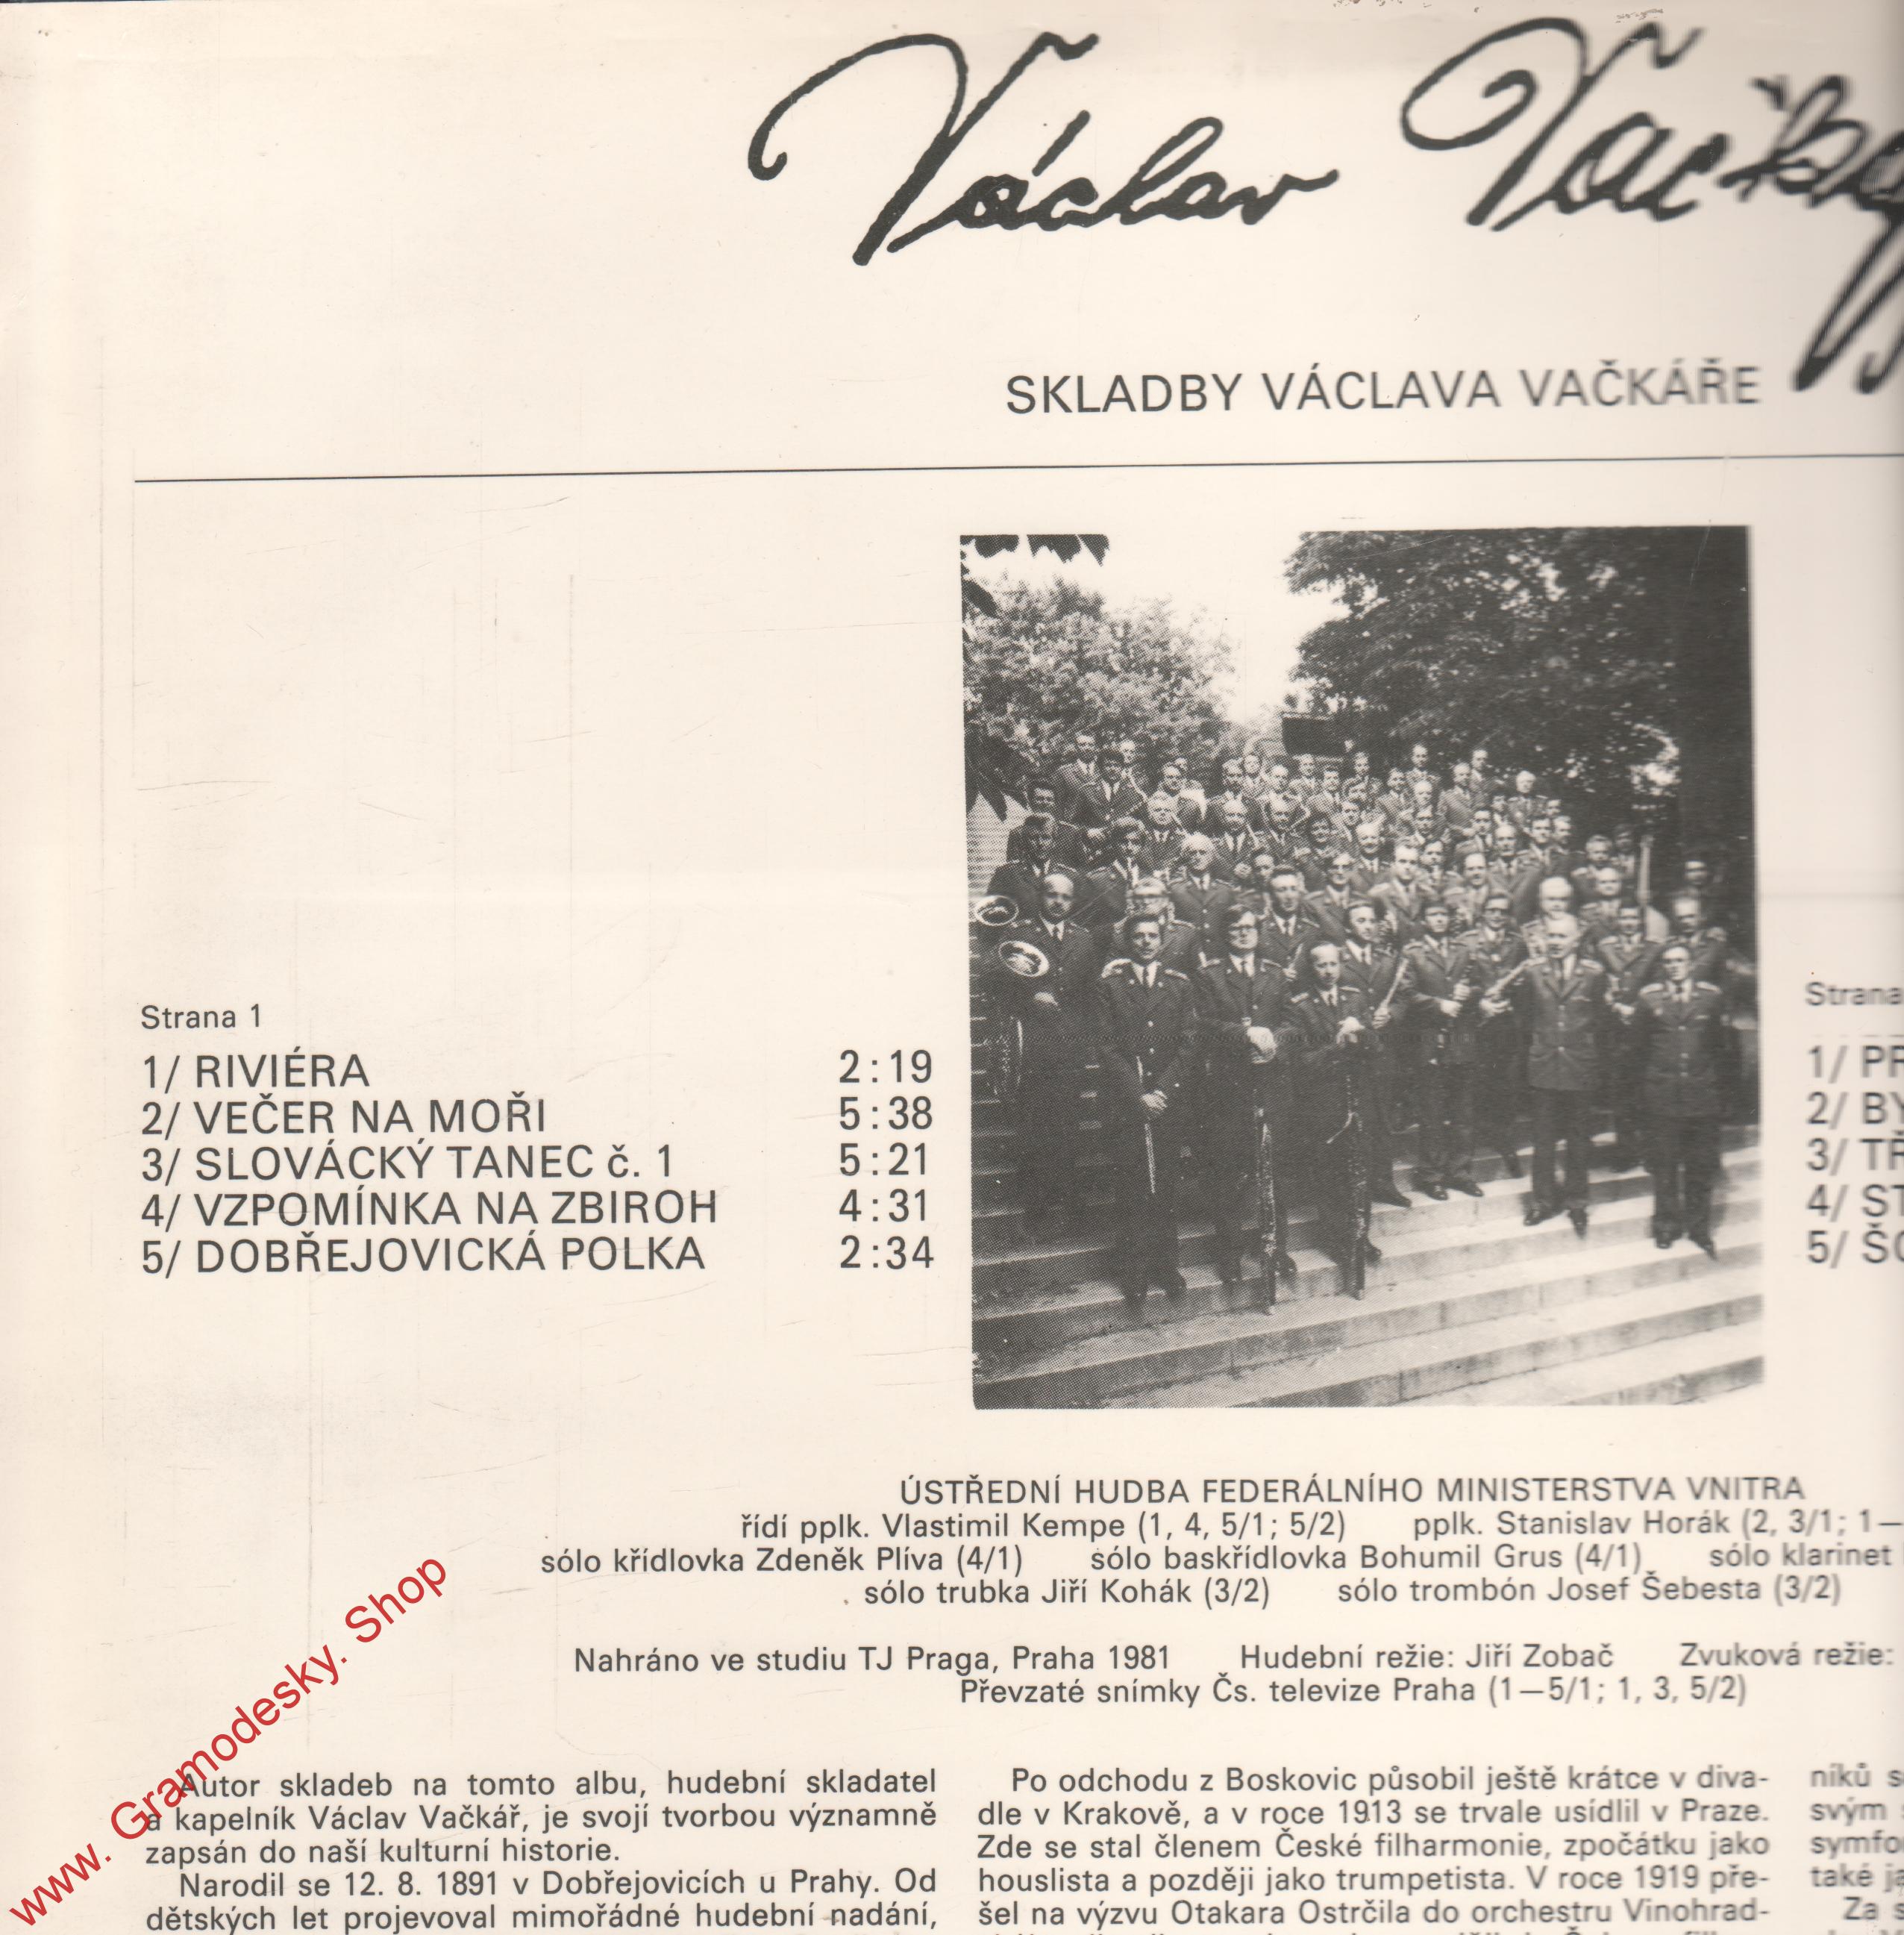 Václav Vačkář
SKLADBY VÁCLAVA VAČKÁŘE
Strana 1
1/ RIVIÉRA 2:19
2/ VEČER NA MOŘI 5:38
3/ SLOVÁCKÝ TANEC č. 1 5:21
4/ VZPOMÍNKA NA ZBIROH 4:31
5/ DOBŘEJOVICKÁ POLKA 2:34
Strana
1/
2/
3/
4/
5/
ÚSTŘEDNÍ HUDBA FEDERÁLNÍHO MINISTERSTVA VNITRA
řídí pplk. Vlastimil Kempe (1, 4, 5/1; 5/2) pplk. Stanislav Horák (2, 3/1; 1—
sólo křídlovka Zdeněk Plíva (4/1) sólo baskřídlovka Bohumil Grus (4/1) sólo klarinet
sólo trubka Jiří Kohák (3/2) sólo trombón Josef Šebesta (3/2)
Nahráno ve studiu TJ Praga, Praha 1981 Hudební režie: Jiří Zobač Zvuková režie:
Převzaté snímky Čs. televize Praha (1—5/1; 1, 3, 5/2)
Autor skladeb na tomto albu, hudební skladatel
a kapelník Václav Vačkář, je svojí tvorbou významně
zapsán do naší kulturní historie.
Narodil se 12. 8. 1891 v Dobřejovicích u Prahy. Od
dětských let projevoval mimořádné hudební nadání,
Po odchodu z Boskovic působil ještě krátce v diva-
dle v Krakově, a v roce 1913 se trvale usídlil v Praze.
Zde se stal členem České filharmonie, zpočátku jako
houslista a později jako trumpetista. V roce 1919 pře-
šel na výzvu Otakara Ostrčila do orchestru Vinohrad-
níků
svým
symfo
také
Za
www. Gramodesky. Shop